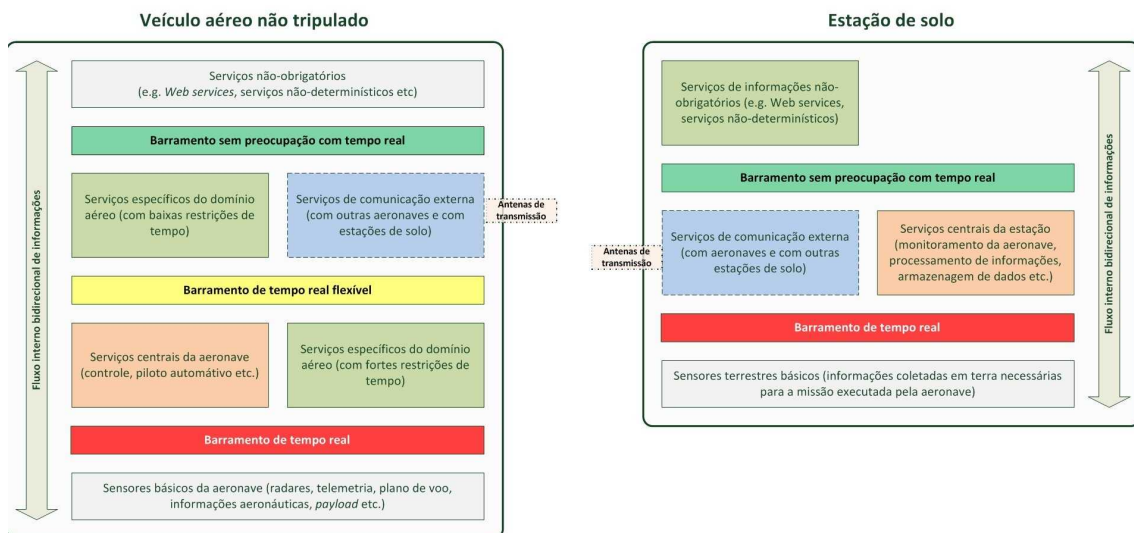 Veículo aéreo não tripulado
Fluxo interno bidirecional de informações
Serviços não-obrigatórios
(e.g. Web services, serviços não-determinísticos etc)
Barramento sem preocupação com tempo real
Serviços específicos do domínio
aéreo (com baixas restrições de
tempo)
Serviços de comunicação externa
(com outras aeronaves e com
estações de solo)
Antenas de
transmissão
Barramento de tempo real flexível
Serviços centrais da aeronave
(controle, piloto automátivo etc.)
Serviços específicos do domínio
aéreo (com fortes restrições de
tempo)
Barramento de tempo real
Sensores básicos da aeronave (radares, telemetria, plano de voo,
informações aeronáuticas, payload etc.)
Estação de solo
Serviços de informações não-
obrigatórios (e.g. Web services,
serviços não-determinísticos)
Barramento sem preocupação com tempo real
Antenas de
transmissão
Serviços de comunicação externa
(com aeronaves e com outras
estações de solo)
Serviços centrais da estação
(monitoramento da aeronave,
processamento de informações,
armazenagem de dados etc.)
Barramento de tempo real
Sensores terrestres básicos (informações coletadas em terra necessárias
para a missão executada pela aeronave)
Fluxo interno bidirecional de informações